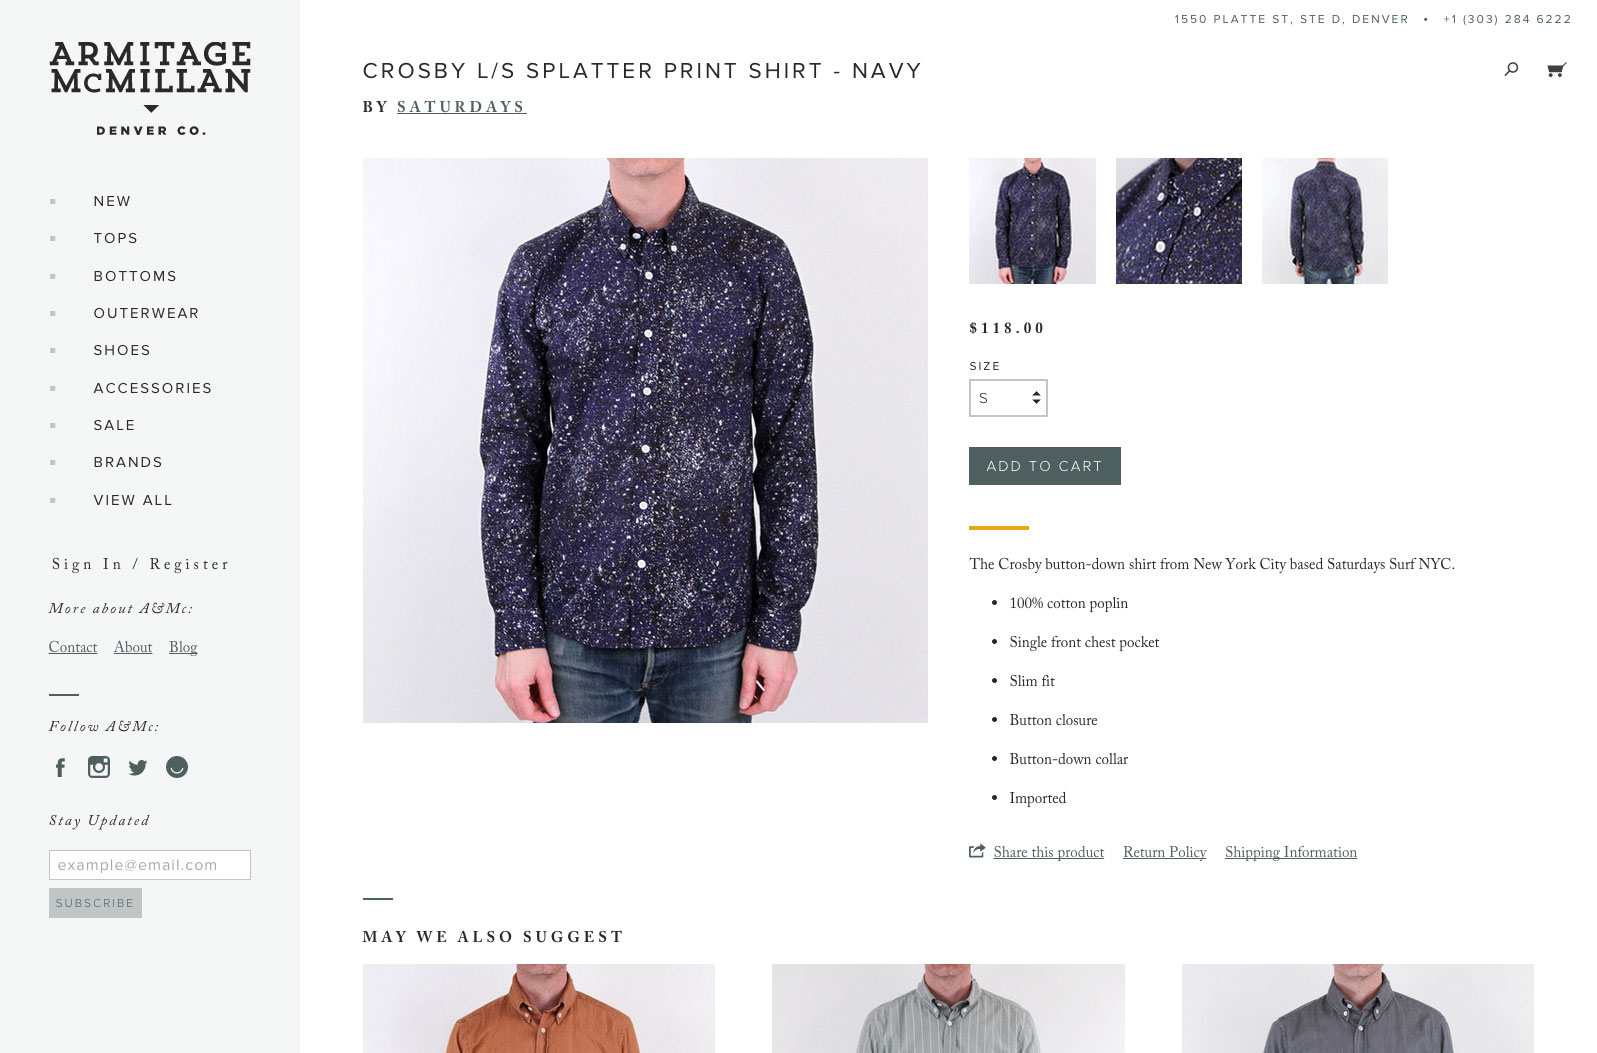 1550 PLATTE ST, STE D, DENVER • +1 (303) 284 6222
ARMITAGE
MCMILLAN
DENVER CO.
CROSBY L/S SPLATTER PRINT SHIRT - NAVY
BY SATURDAYS
NEW
TOPS
BOTTOMS
OUTERWEAR
SHOES
ACCESSORIES
SALE
BRANDS
VIEW ALL
Sign In / Register
More about A&Mc:
Contact About Blog
Follow A&Mc:
Stay Updated
example@email.com
SUBSCRIBE
$118.00
SIZE
S
ADD TO CART
The Crosby button-down shirt from New York City based Saturdays Surf NYC.
• 100% cotton poplin
• Single front chest pocket
• Slim fit
• Button closure
• Button-down collar
• Imported
Share this product Return Policy Shipping Information
MAY WE ALSO SUGGEST